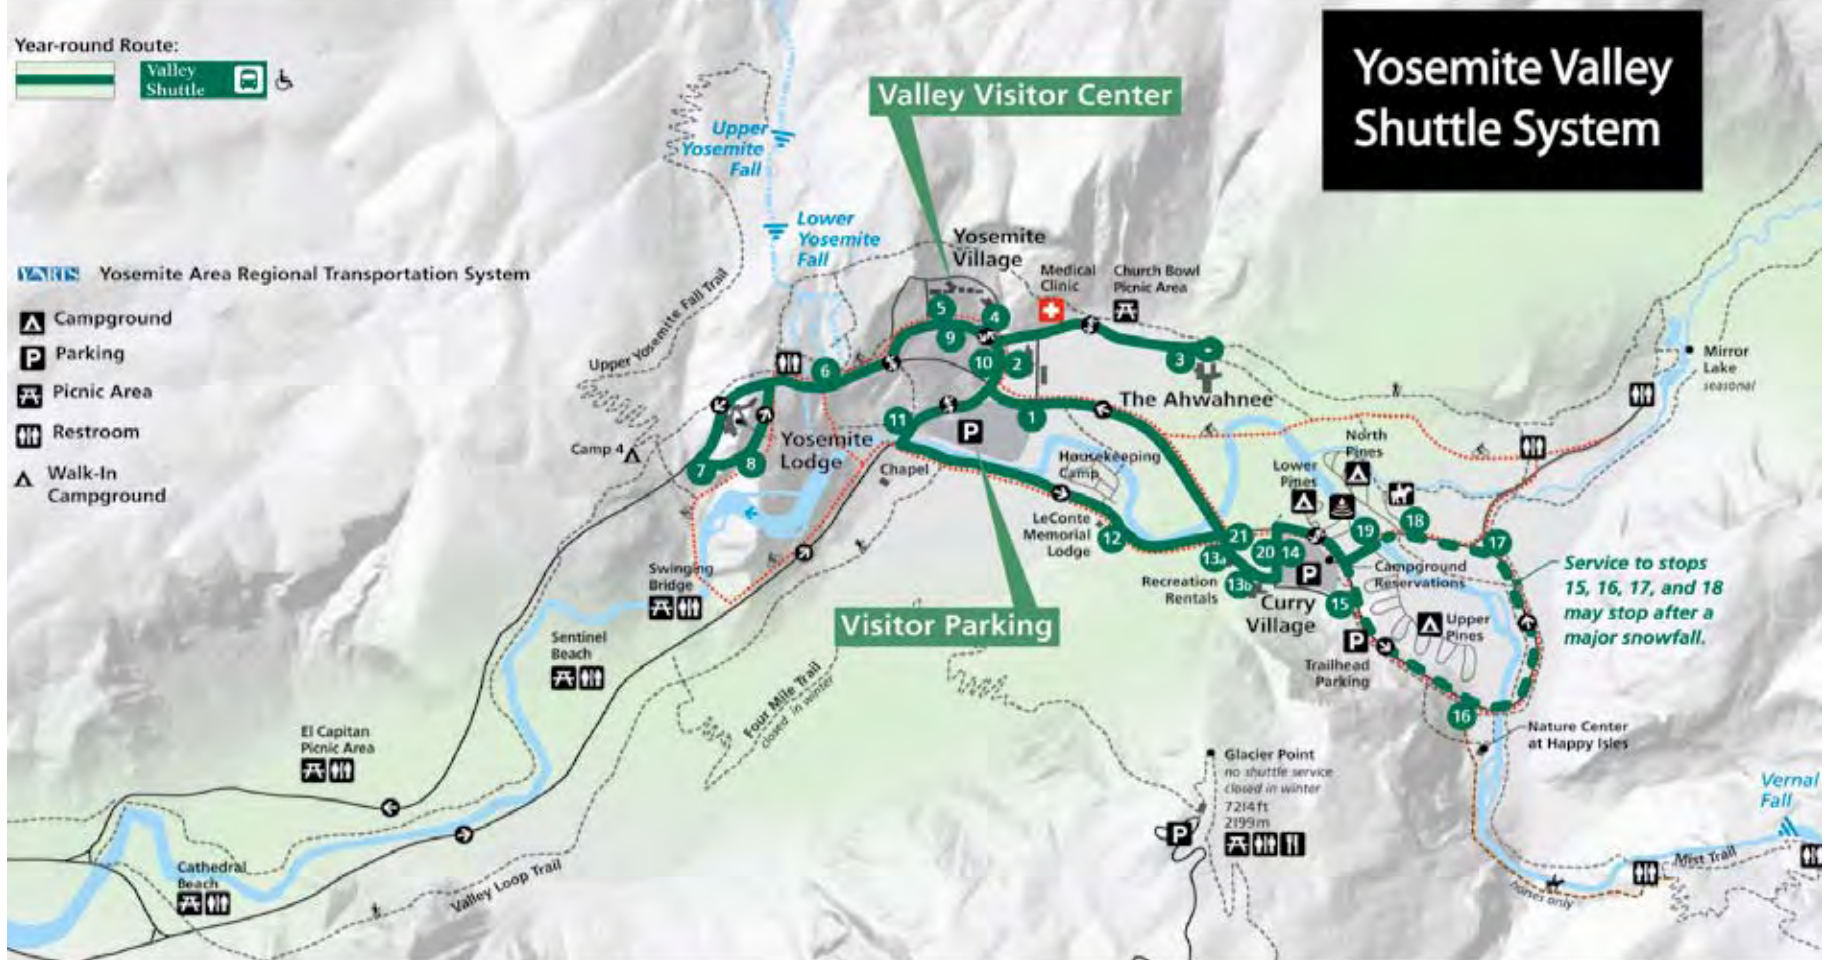 Year-round Route:
Valley
Shuttle
Yosemite Valley
Shuttle System
Valley Visitor Center
Upper
Yosemite
Fall
Lower
Yosemite
Fall
Yosemite
Village
Medical
Clinic
Church Bowl
Picnic Area
YARTS Yosemite Area Regional Transportation System
Campground
P Parking
Picnic Area
Restroom
Walk-In
Campground
Upper Yosemite Fall Trail
5
4
9
10
2
3
6
1
11
7
8
P
Mirror
Lake
seasonal
The Ahwahnee
Camp 4
Yosemite
Lodge
Chapel
Housekeeping
Camp
North
Pines
Lower
Pines
LeConte
Memorial
Lodge
12
21
13a
20
14
13b
19
18
17
P
15
16
Recreation
Rentals
Curry
Village
Campground
Reservations
Service to stops
15, 16, 17, and 18
may stop after a
major snowfall.
Swinging
Bridge
Visitor Parking
Upper
Pines
P
Trailhead
Parking
Sentinel
Beach
Four Mile Trail
closed in winter
Nature Center
at Happy Isles
El Capitan
Picnic Area
Glacier Point
no shuttle service
closed in winter
7214ft
2199m
P
Vernal
Fall
Mist Trail
horses only
Cathedral
Beach
Valley Loop Trail